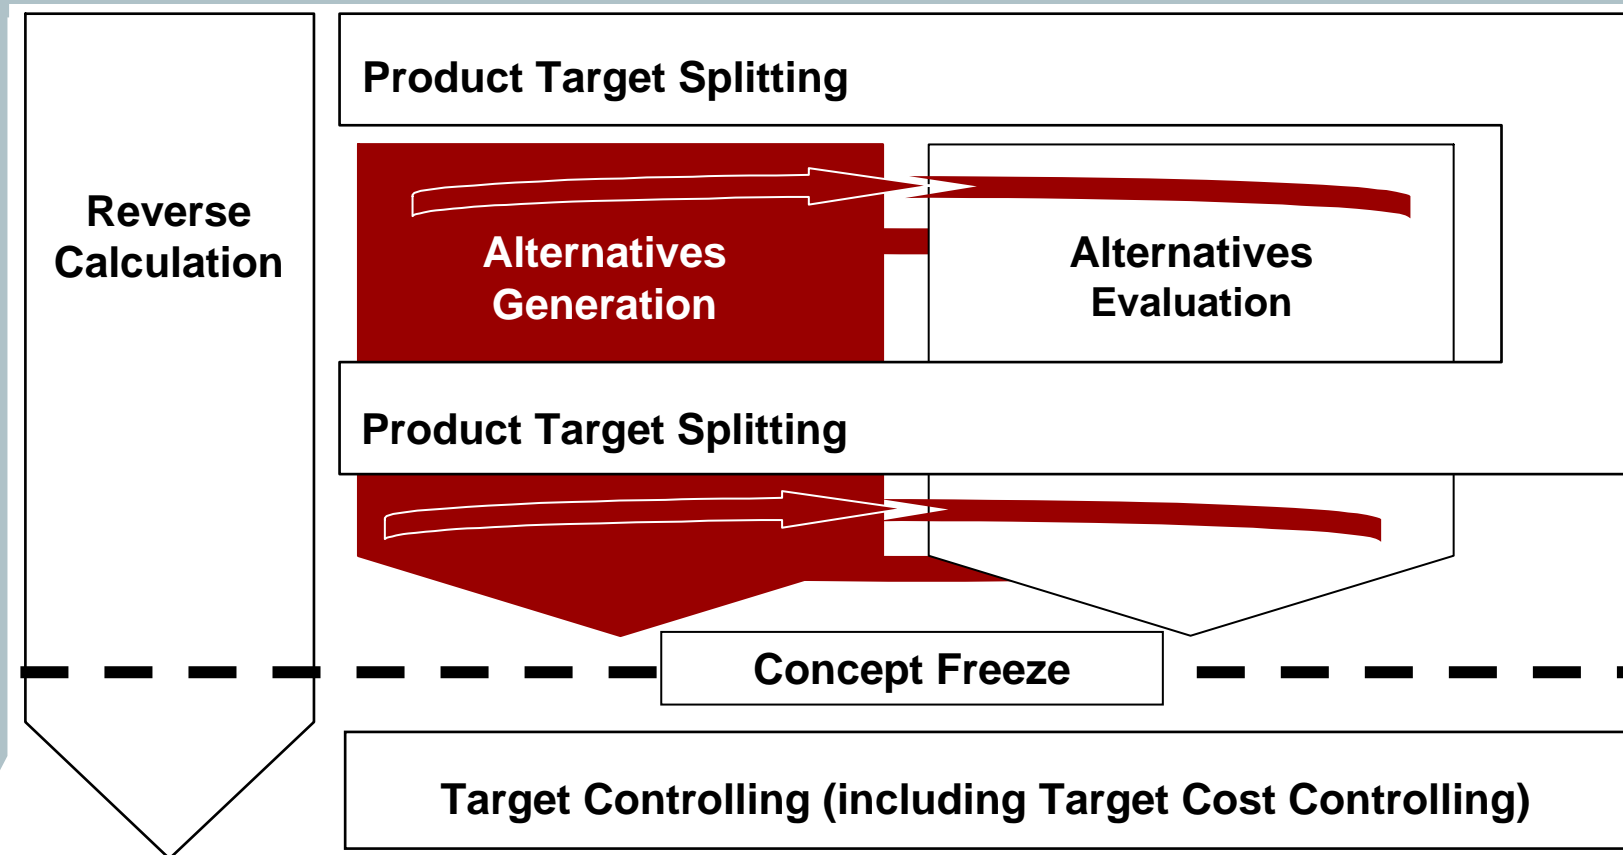 Product Target Splitting
Reverse
Calculation
Alternatives
Generation
Alternatives
Evaluation
Product Target Splitting
Concept Freeze
Target Controlling (including Target Cost Controlling)